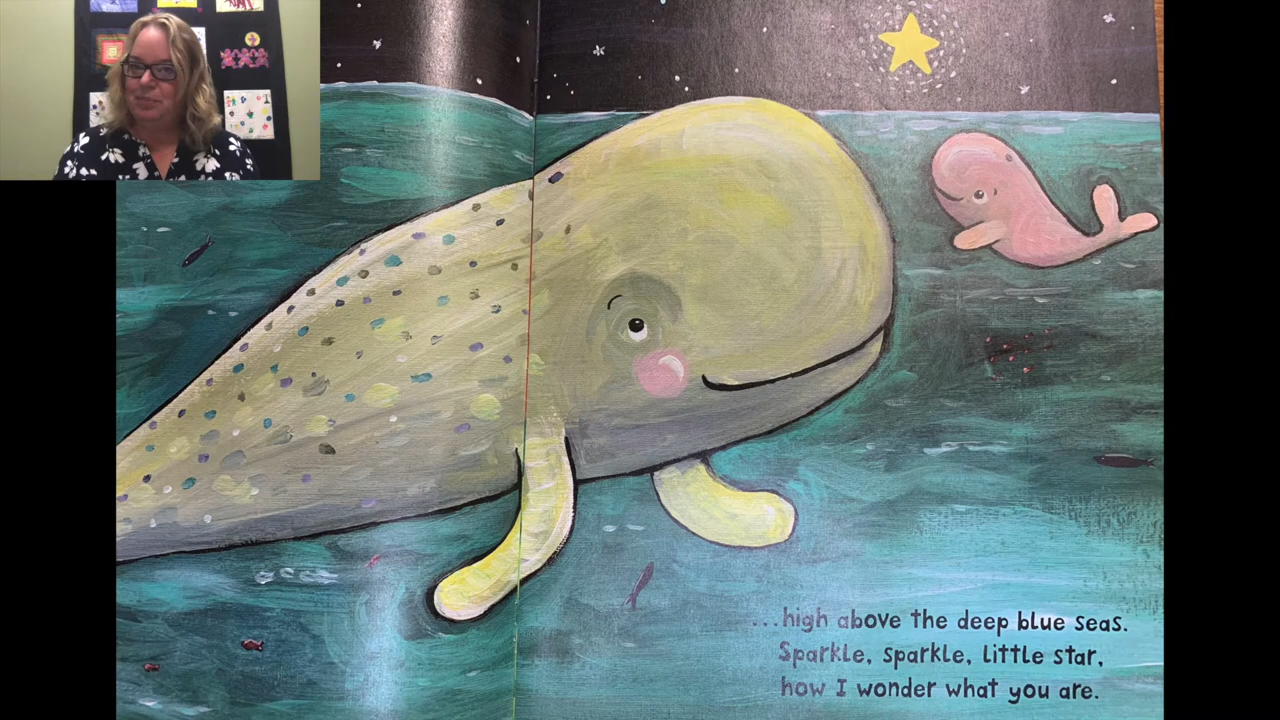 ...high above the deep blue seas.
Sparkle, sparkle, little star,
how I wonder what you are.